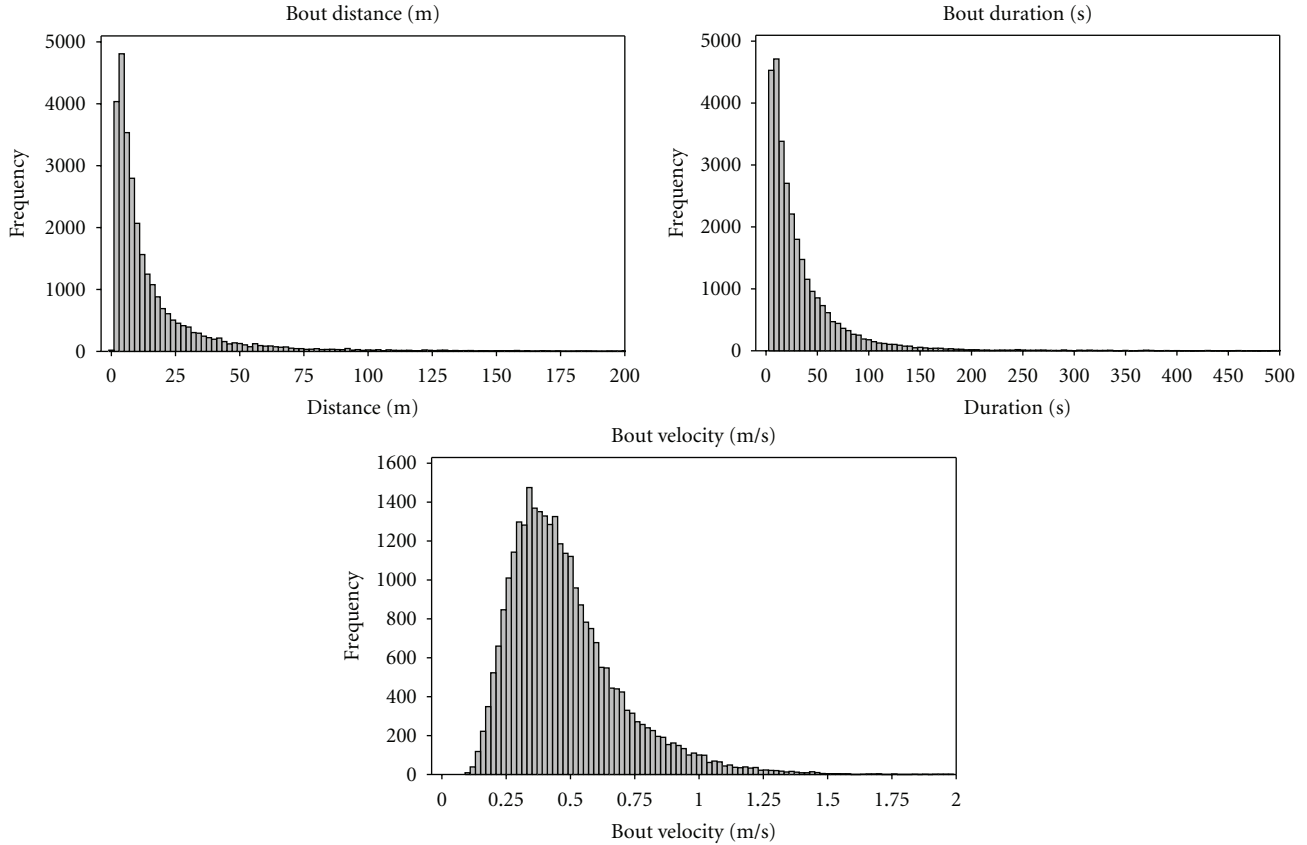 Bout distance (m)
5000
4000
3000
2000
1000
0
Frequency
0 25 50 75 100 125 150 175 200
Distance (m)
Bout duration (s)
5000
4000
3000
2000
1000
0
Frequency
0 50 100 150 200 250 300 350 400 450 500
Duration (s)
Bout velocity (m/s)
1600
1400
1200
1000
800
600
400
200
0
Frequency
0 0.25 0.5 0.75 1 1.25 1.5 1.75 2
Bout velocity (m/s)